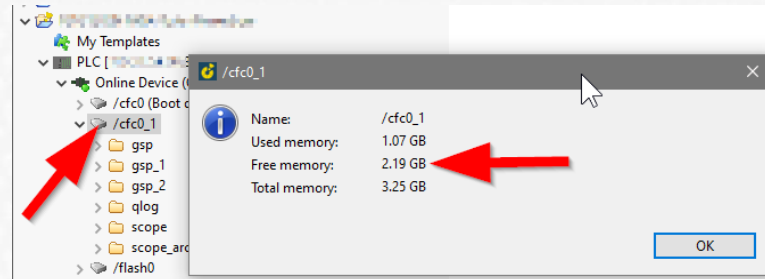 My Templates
PLC [
Online Device (
/cfc0 (Boot
/cfc0_1
gsp
gsp_1
gsp_2
qlog
scope
scope_arc
/flash0
/cfc0_1
Name: /cfc0_1
Used memory: 1.07 GB
Free memory: 2.19 GB
Total memory: 3.25 GB
OK